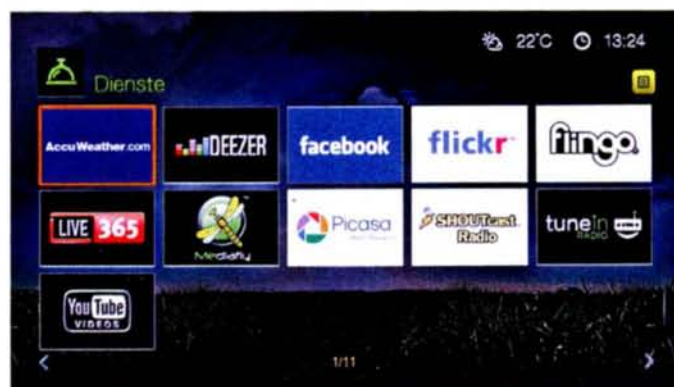 22°C 13:24
Dienste
AccuWeather.com DEEZER facebook flickr flingo
LIVE 365 Mediafly Picasa SHOUTcast Radio tunein RADIO
You Tube VIDEOS
1/11